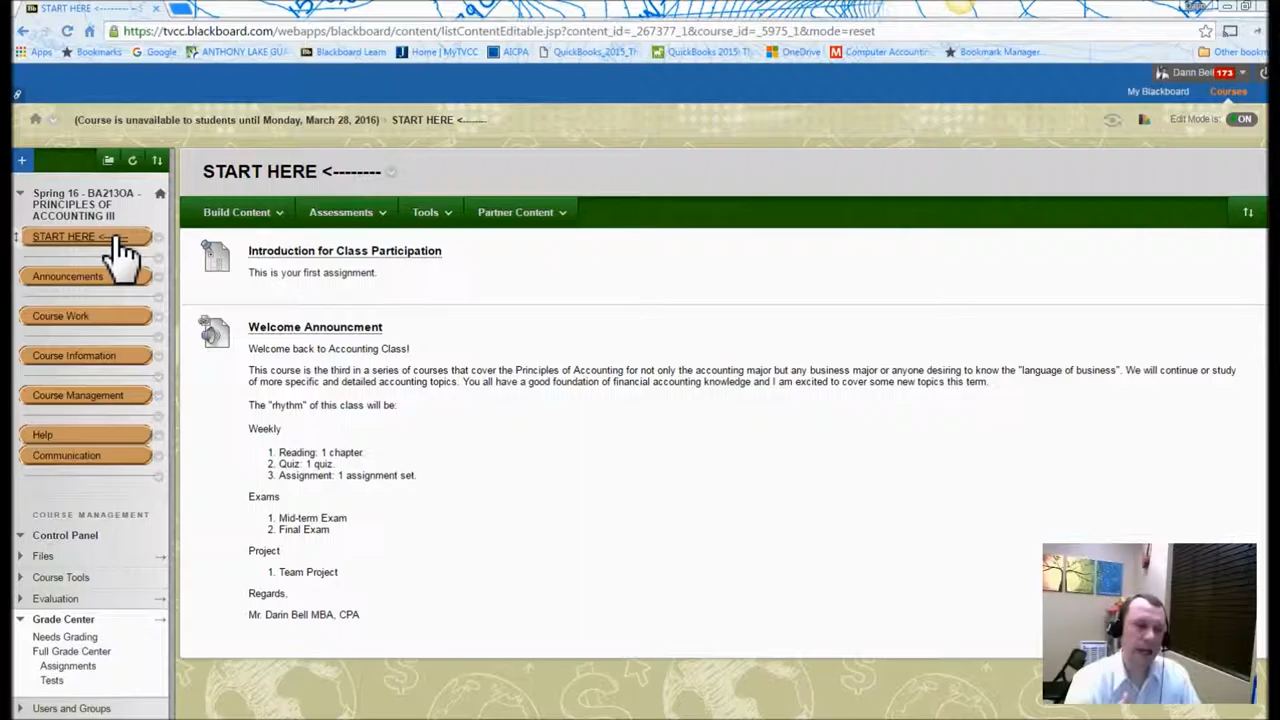 START HERE <-------- -
https://tvcc.blackboard.com/webapps/blackboard/content/listContentEditable.jsp?content_id=_267377_1&course_id=_5975_1&mode=reset
Apps Bookmarks Google ANTHONY LAKE GUA Blackboard Learn Home | MyTVCC AICPA QuickBooks_2015_Th QuickBooks 2015: Th OneDrive Computer Accountin Bookmark Manager Other bookm
Darin Bell 173
My Blackboard Courses
(Course is unavailable to students until Monday, March 28, 2016) START HERE <--------
Edit Mode is: ON
Spring 16 - BA213OA -
PRINCIPLES OF
ACCOUNTING III
START HERE <--------
Announcements
Course Work
Course Information
Course Management
Help
Communication
COURSE MANAGEMENT
Control Panel
Files
Course Tools
Evaluation
Grade Center
Needs Grading
Full Grade Center
Assignments
Tests
Users and Groups
START HERE <--------
Build Content Assessments Tools Partner Content
Introduction for Class Participation
This is your first assignment.
Welcome Announcment
Welcome back to Accounting Class!
This course is the third in a series of courses that cover the Principles of Accounting for not only the accounting major but any business major or anyone desiring to know the "language of business". We will continue or study
of more specific and detailed accounting topics. You all have a good foundation of financial accounting knowledge and I am excited to cover some new topics this term.
The "rhythm" of this class will be:
Weekly
1. Reading: 1 chapter.
2. Quiz: 1 quiz.
3. Assignment: 1 assignment set.
Exams
1. Mid-term Exam
2. Final Exam
Project
1. Team Project
Regards,
Mr. Darin Bell MBA, CPA